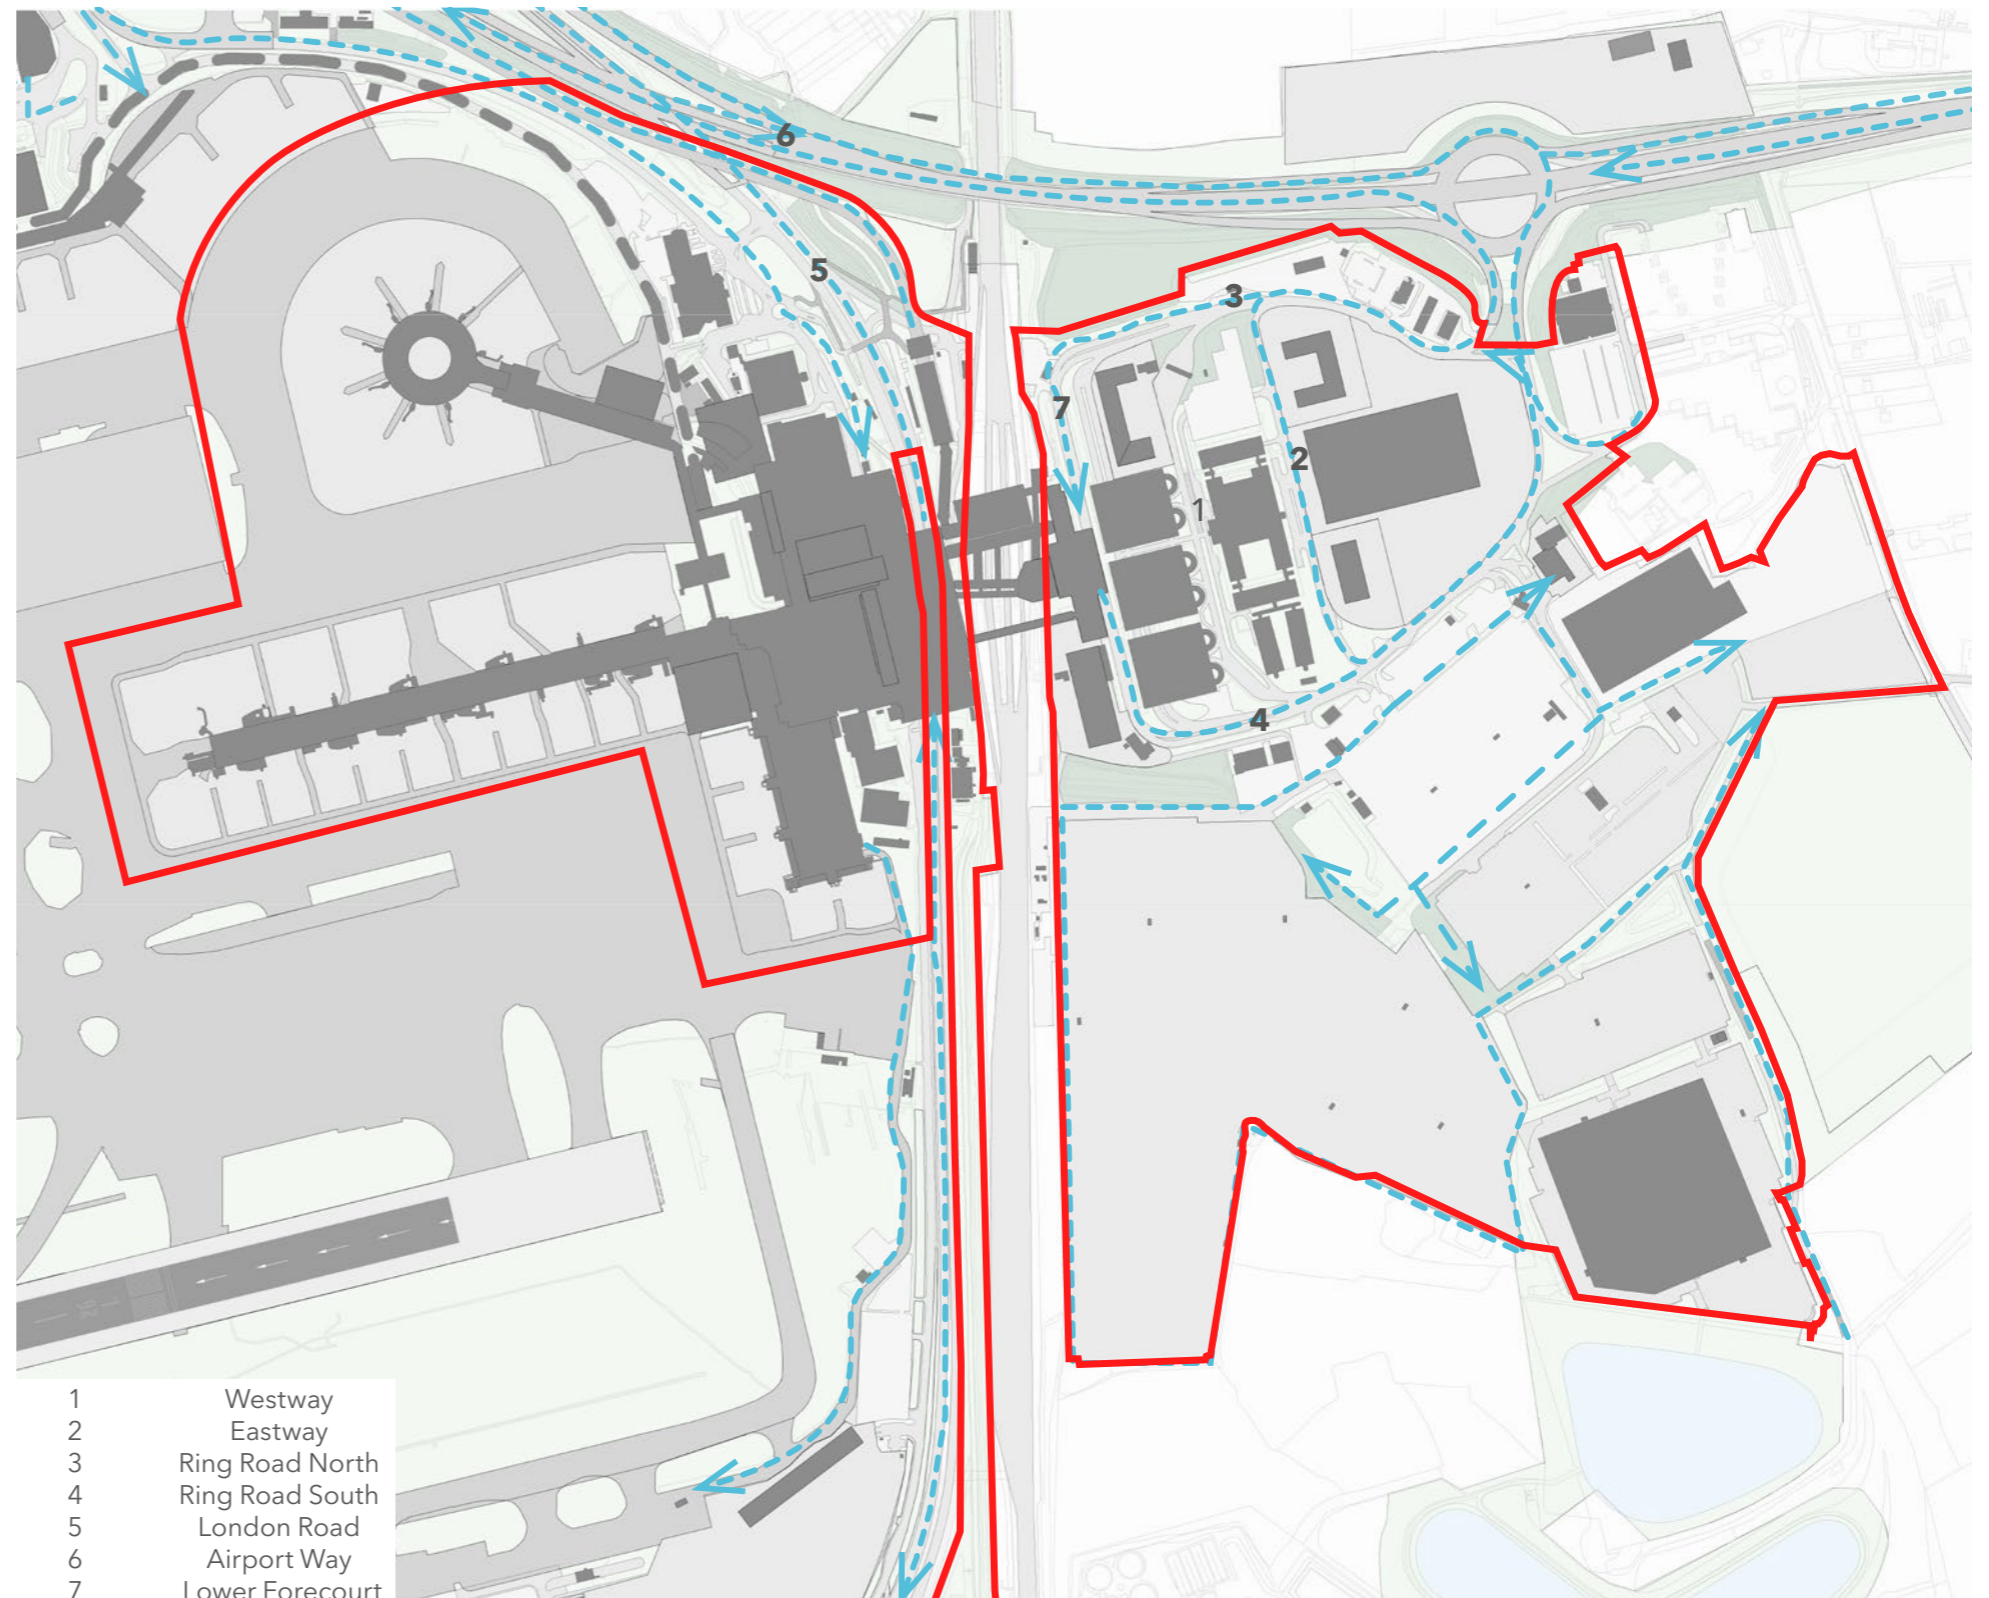 6
5
3
7
2
1
4
1 Westway
2 Eastway
3 Ring Road North
4 Ring Road South
5 London Road
6 Airport Way
7 Lower Forecourt